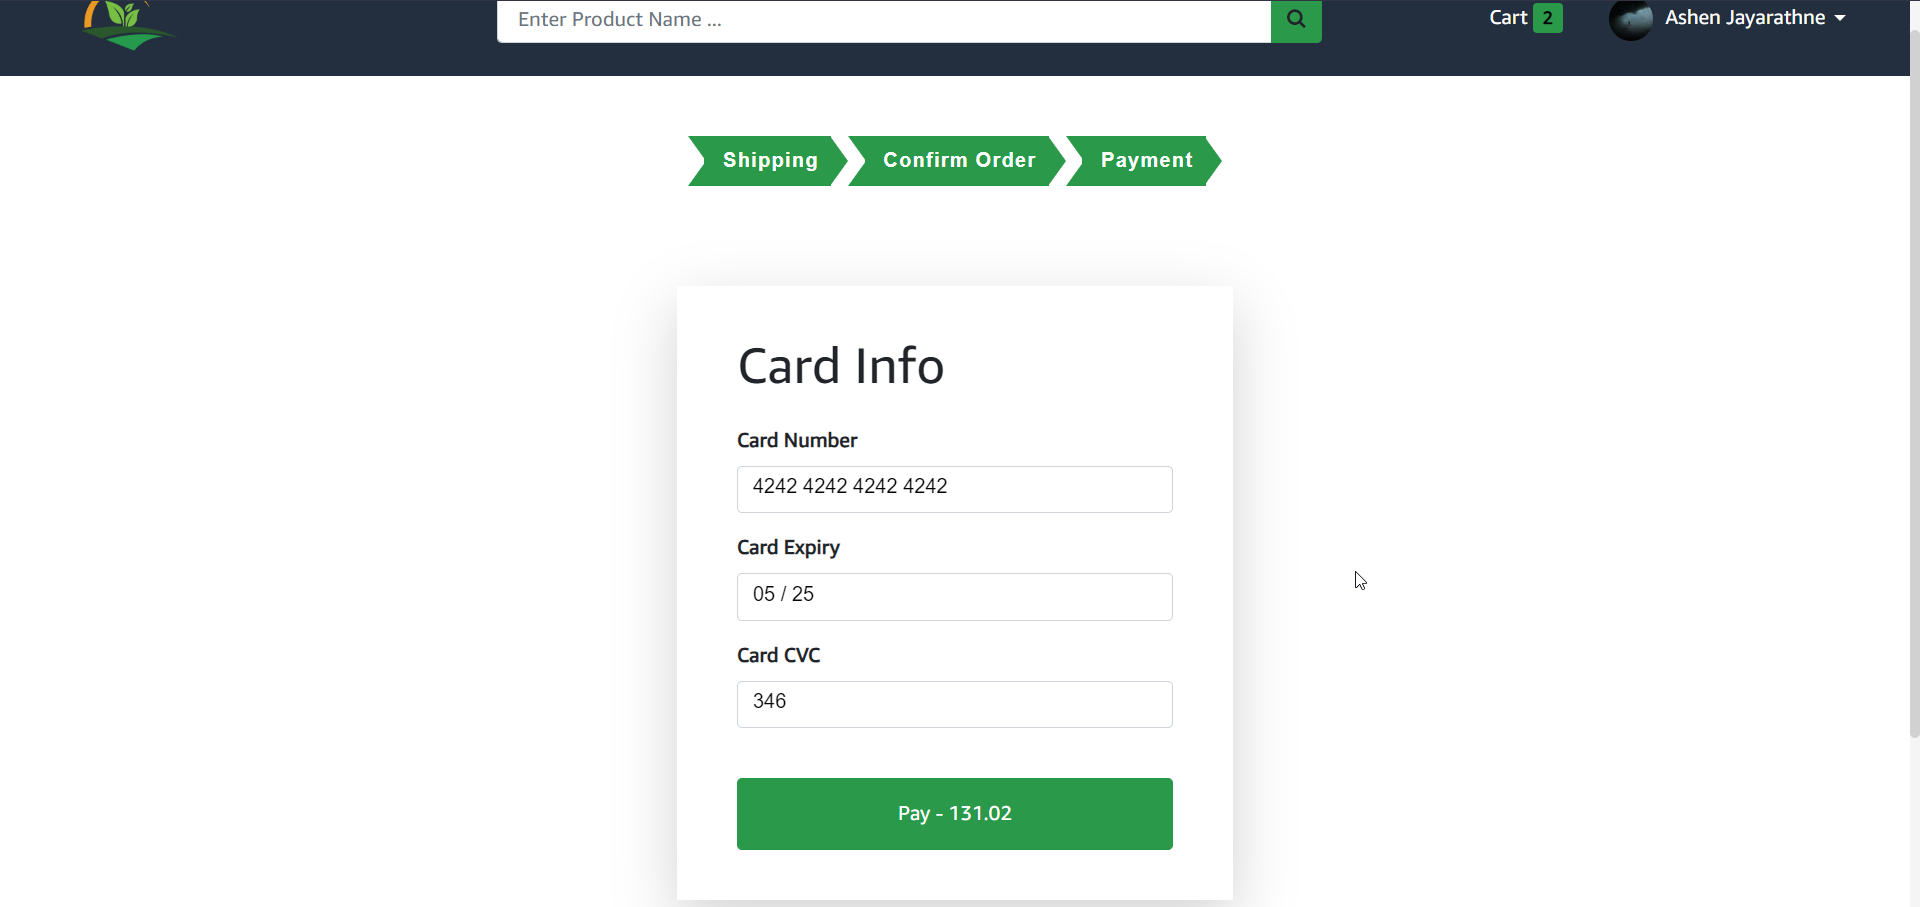 Enter Product Name ...
Cart 2
Ashen Jayarathne
Shipping
Confirm Order
Payment
Card Info
Card Number
4242 4242 4242 4242
Card Expiry
05 / 25
Card CVC
346
Pay - 131.02